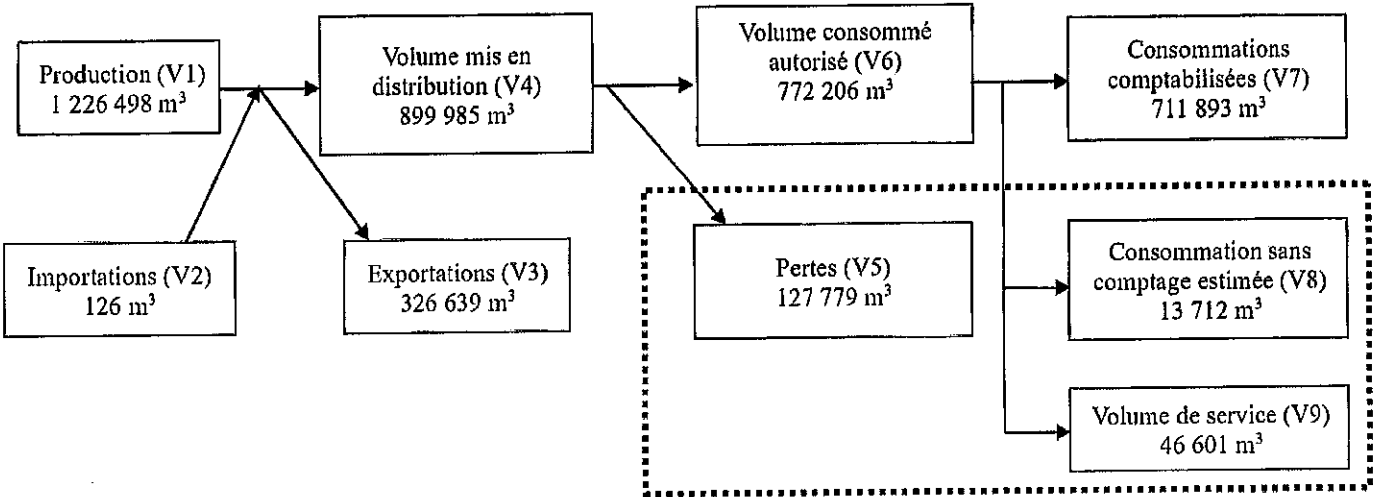 Production (V1)
1 226 498 m³
Volume mis en
distribution (V4)
899 985 m³
Volume consommé
autorisé (V6)
772 206 m³
Consommations
comptabilisées (V7)
711 893 m³
Importations (V2)
126 m³
Exportations (V3)
326 639 m³
Pertes (V5)
127 779 m³
Consommation sans
comptage estimée (V8)
13 712 m³
Volume de service (V9)
46 601 m³